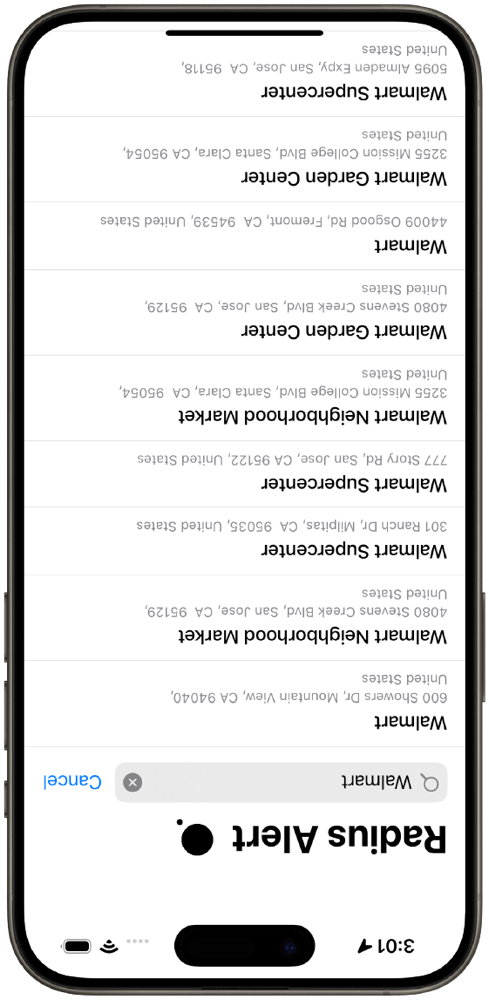 3:01
Radius Alert
Walmart
Cancel
Walmart
600 Showers Dr, Mountain View, CA 94040,
United States
Walmart Neighborhood Market
4080 Stevens Creek Blvd, San Jose, CA  95129,
United States
Walmart Supercenter
301 Ranch Dr, Milpitas, CA  95035, United States
Walmart Supercenter
777 Story Rd, San Jose, CA 95122, United States
Walmart Neighborhood Market
3255 Mission College Blvd, Santa Clara, CA 95054,
United States
Walmart Garden Center
4080 Stevens Creek Blvd, San Jose, CA  95129,
United States
Walmart
44009 Osgood Rd, Fremont, CA  94539, United States
Walmart Garden Center
3255 Mission College Blvd, Santa Clara, CA 95054,
United States
Walmart Supercenter
5095 Almaden Expy, San Jose, CA  95118,
United States